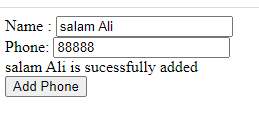 Name : salam Ali
Phone: 88888
salam Ali is sucessfully added
Add Phone